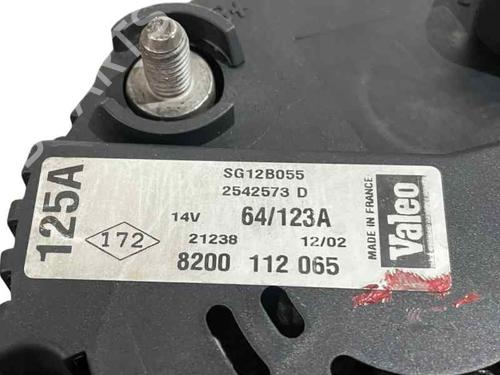 125A
SG12B055
2542573 D
14V 64/123A
172
21238 12/02
8200 112 065
MADE IN FRANCE
Valeo